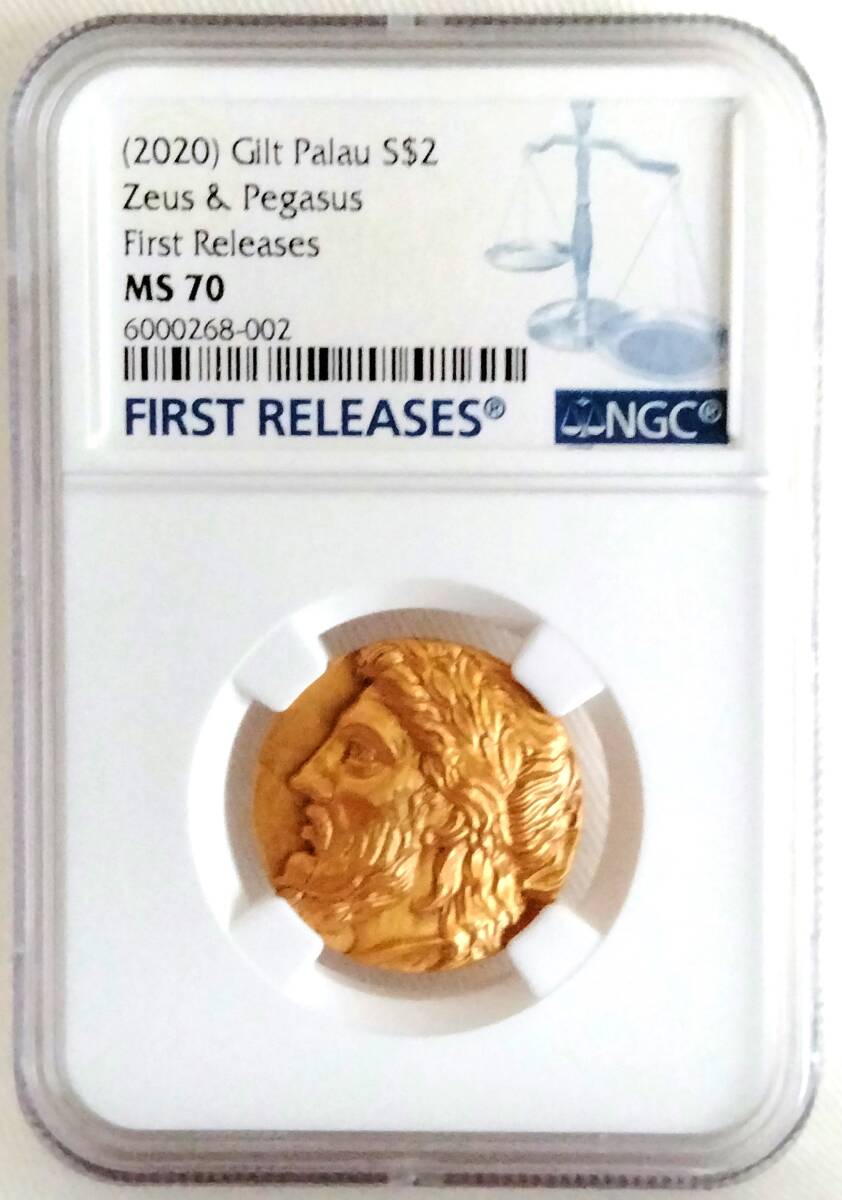 (2020) Gilt Palau S$2
Zeus & Pegasus
First Releases
MS 70
6000268-002
FIRST RELEASES®
NGC®